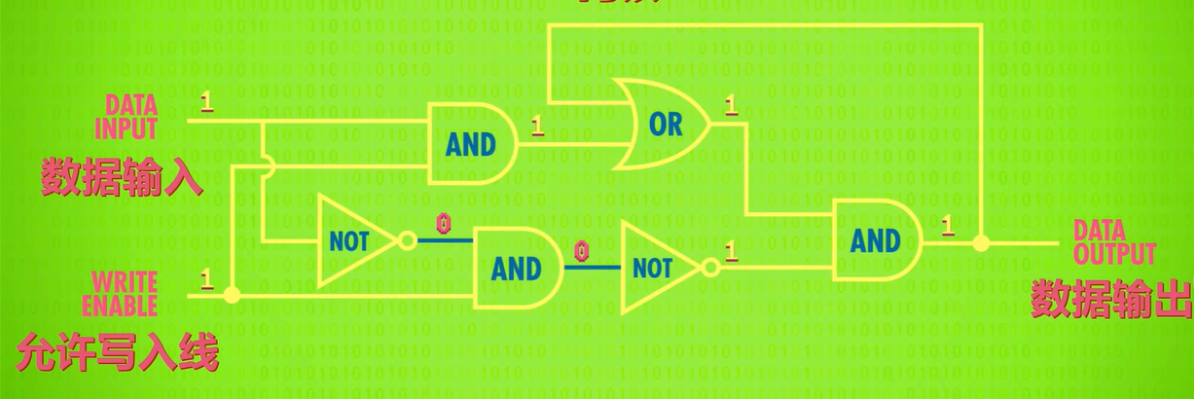 DATA
INPUT
数据输入
1
AND
1
OR
1
NOT
0
AND
0
NOT
1
AND
1
DATA
OUTPUT
数据输出
WRITE
ENABLE
1
允许写入线